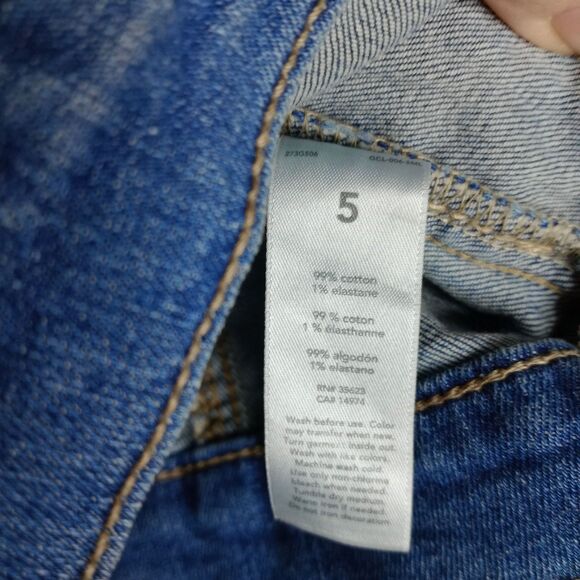 273G506
5
99% cotton
1% elastane
99 % coton
1 % élasthanne
99% algodón
1% elastano
RN# 35623
CA# 14974
Wash before use. Color
may transfer when new.
Turn garment inside out.
Wash with like colors.
Machine wash cold.
Use only non-chlorine
bleach when needed.
Tumble dry medium.
Warm iron if needed.
Do not iron decoration